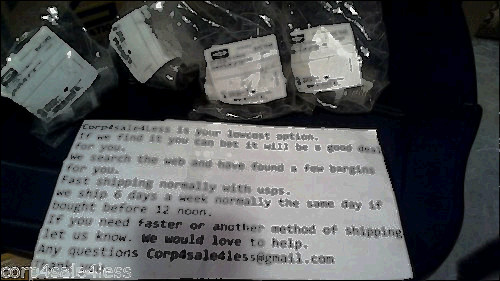 Corp4sale4Less is your lowcost option.
If we find it you can bet it will be a good deal
for you.
We search the web and have found a few bargins
for you.
Fast shipping normally with usps.
we ship 6 days a week normally the same day if
bought before 12 noon.
If you need faster or another method of shipping
let us know. We would love to help.
Any questions Corp4sale4less@gmail.com
corp4sale4less